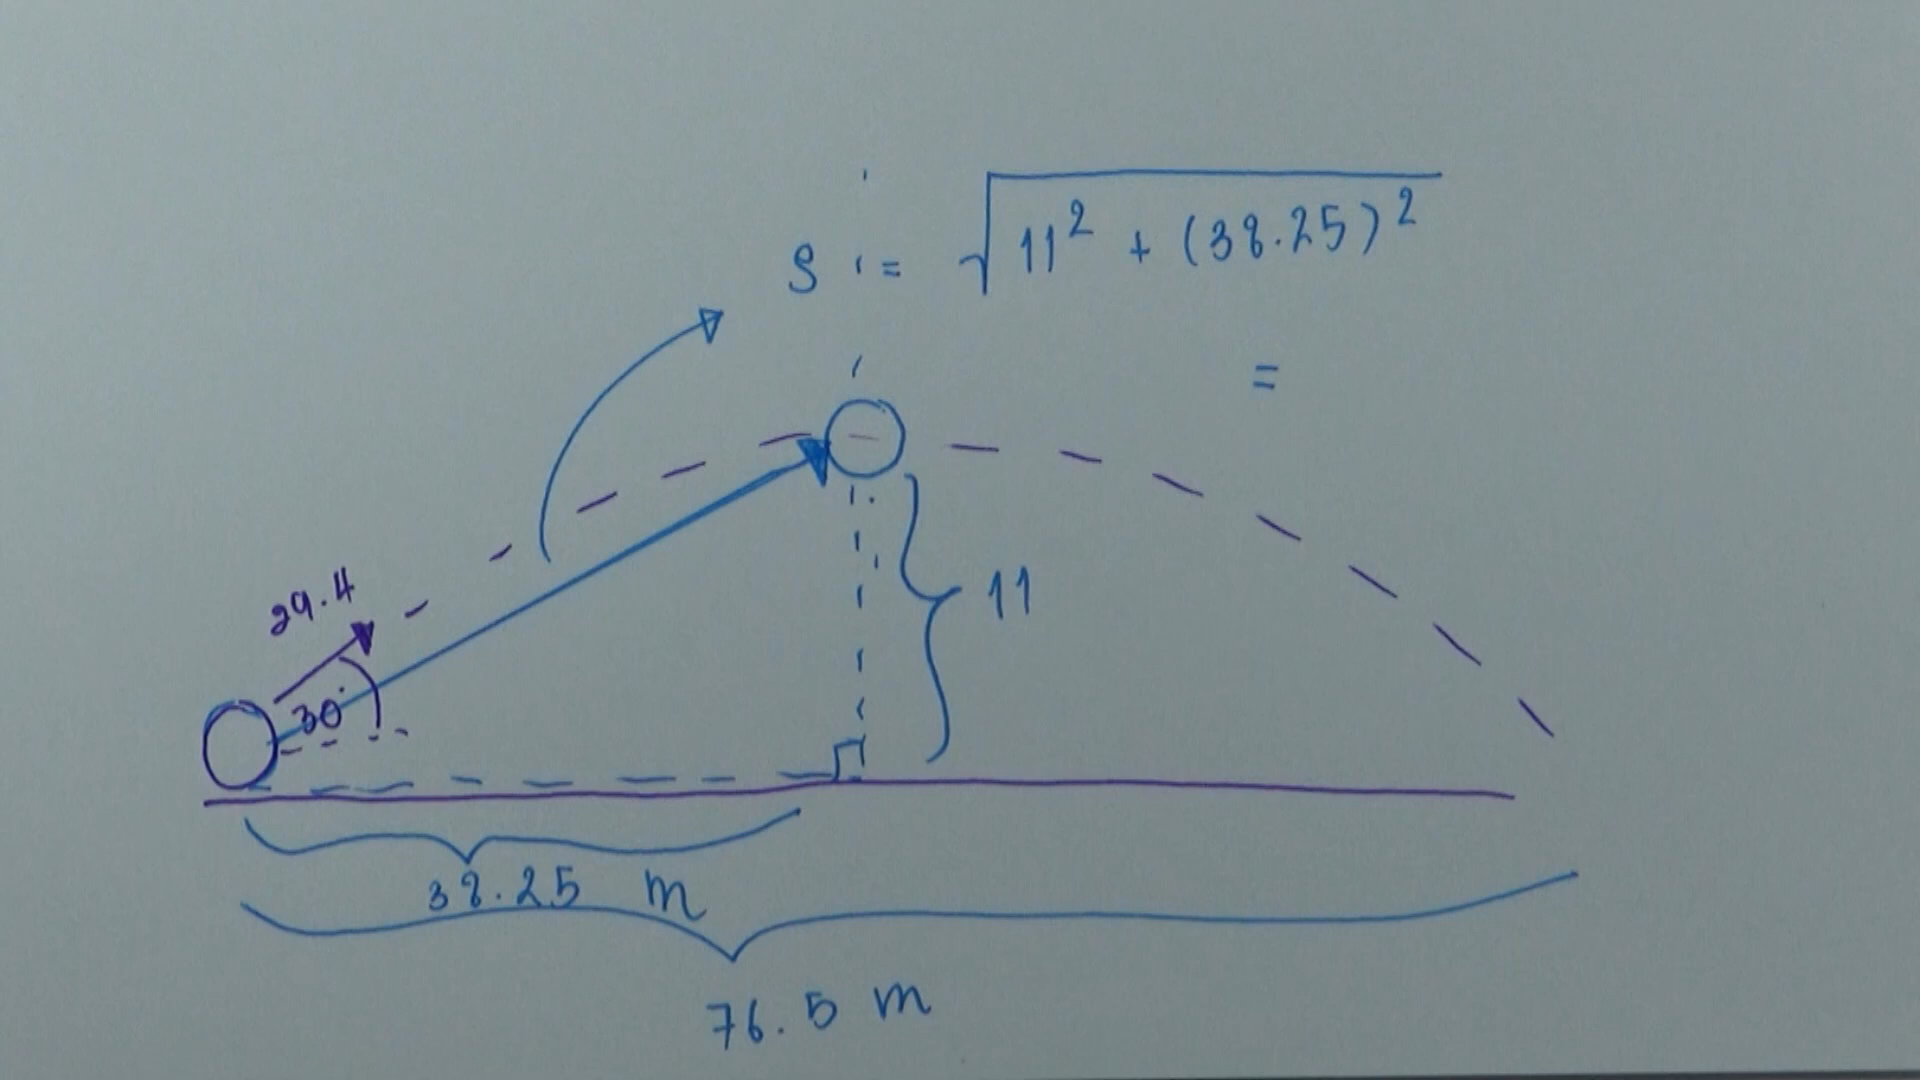 S = √11² + (38.25)²
=
29.4
30°
11
38.25 m
76.5 m